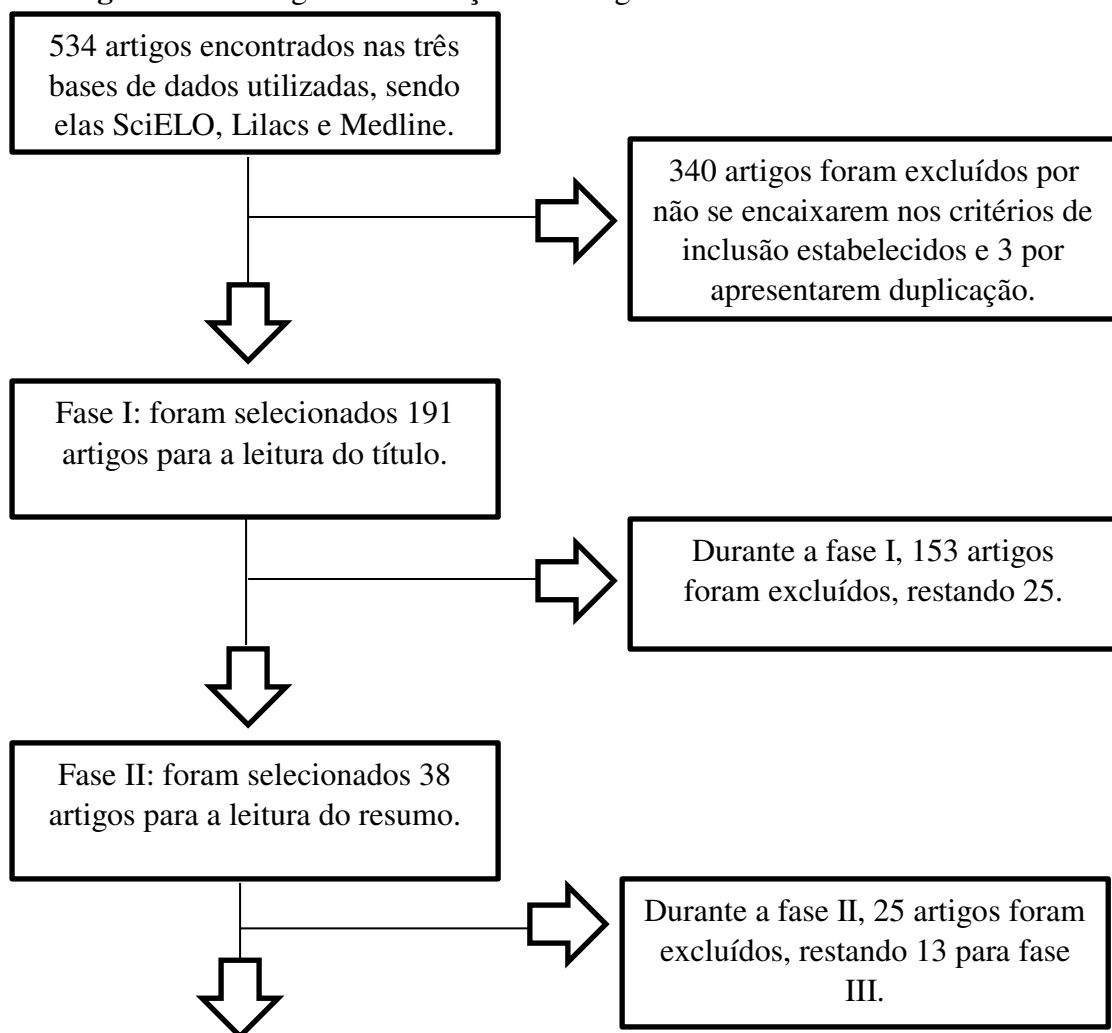 534 artigos encontrados nas três
bases de dados utilizadas, sendo
elas SciELO, Lilacs e Medline.
340 artigos foram excluídos por
não se encaixarem nos critérios de
inclusão estabelecidos e 3 por
apresentarem duplicação.
Fase I: foram selecionados 191
artigos para a leitura do título.
Durante a fase I, 153 artigos
foram excluídos, restando 25.
Fase II: foram selecionados 38
artigos para a leitura do resumo.
Durante a fase II, 25 artigos foram
excluídos, restando 13 para fase
III.